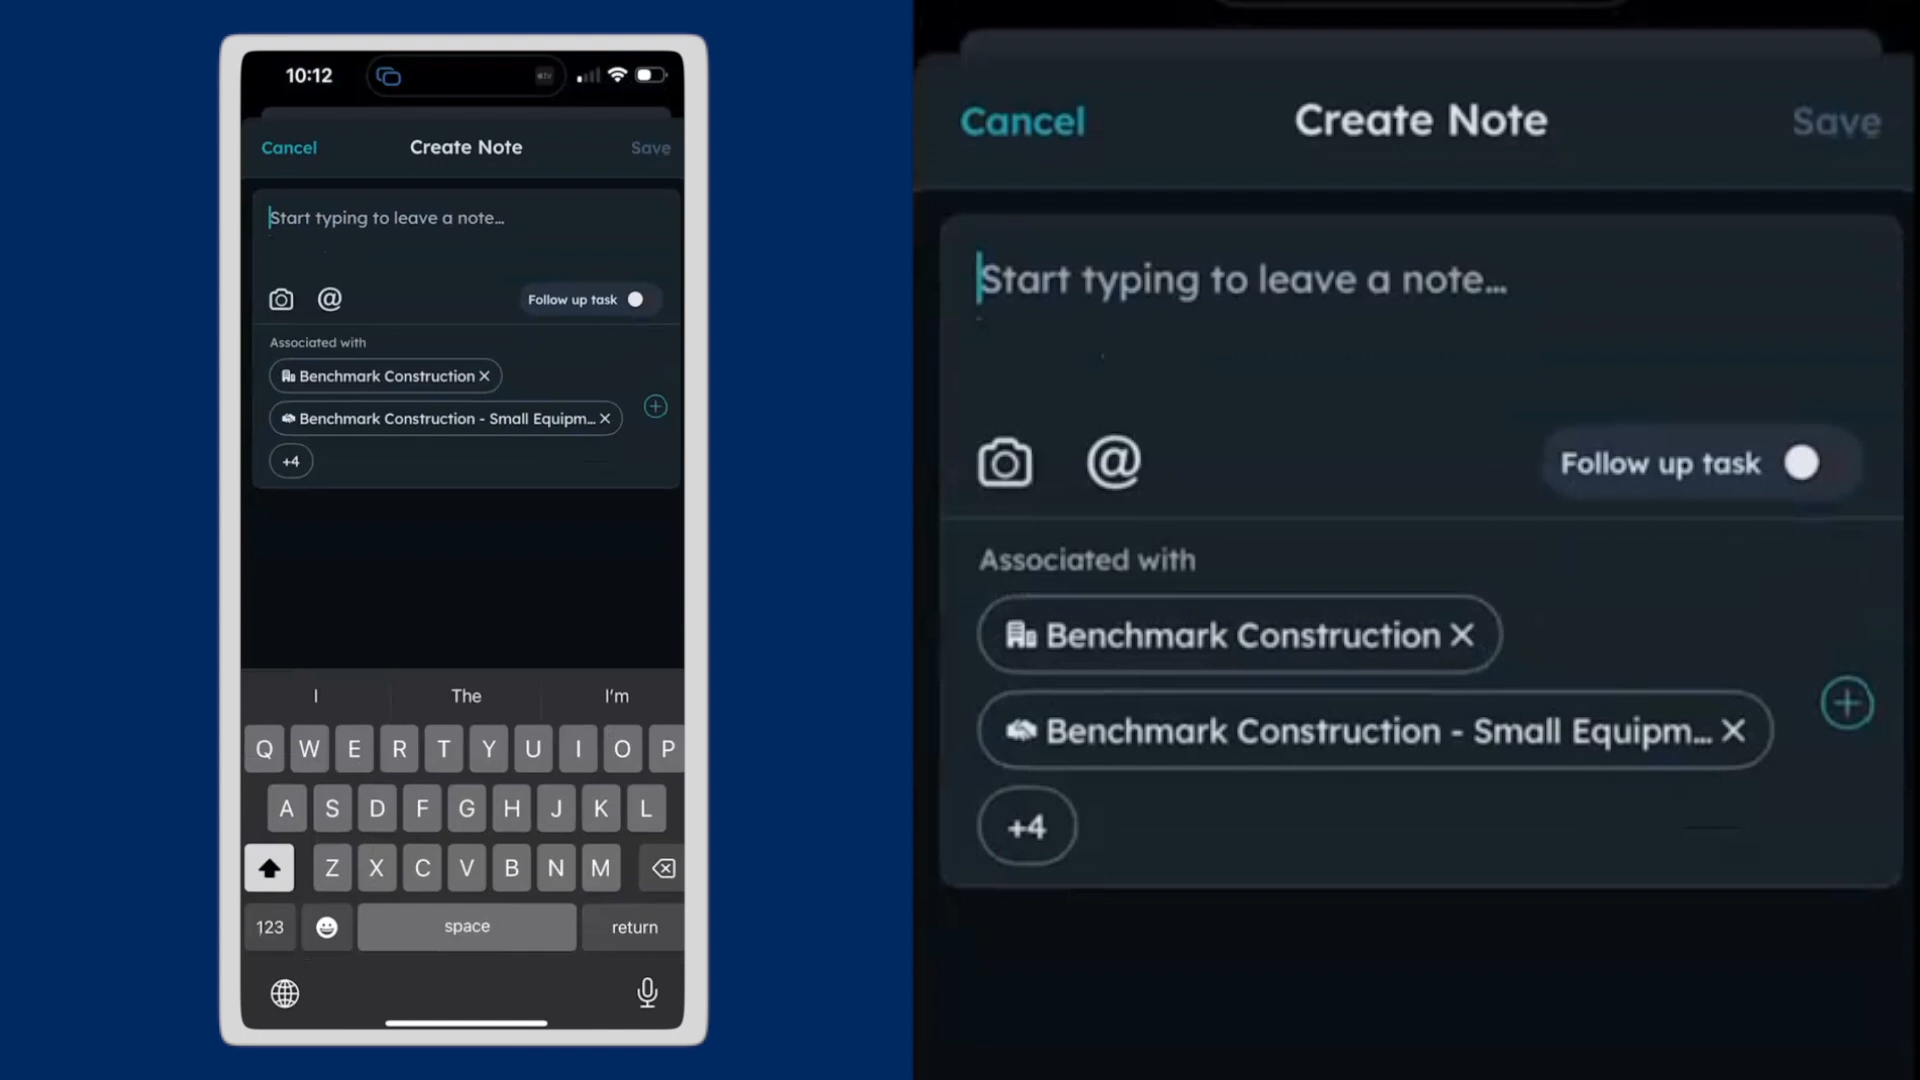 10:12
Cancel Create Note Save
Start typing to leave a note...
@ Follow up task
Associated with
Benchmark Construction ×
Benchmark Construction - Small Equipm... ×
+4
I The I'm
Q W E R T Y U I O P
A S D F G H J K L
Z X C V B N M
123 space return
Cancel Create Note Save
Start typing to leave a note...
@ Follow up task
Associated with
Benchmark Construction ×
Benchmark Construction - Small Equipm... ×
+4